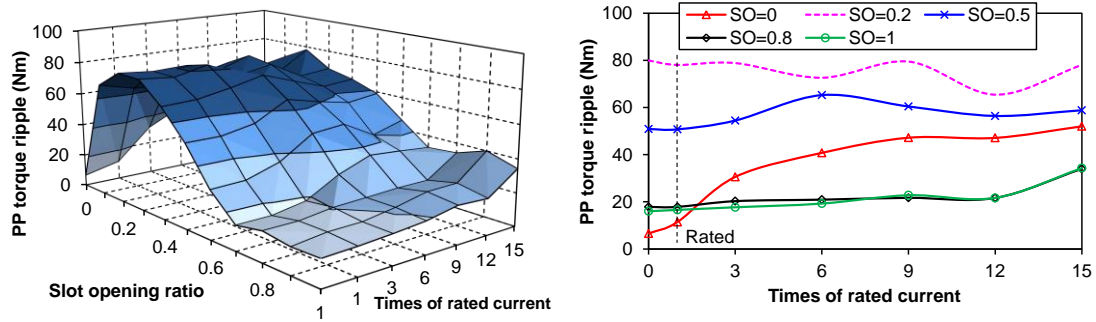 PP torque ripple (Nm)
100
80
60
40
20
0
0
0.2
0.4
0.6
0.8
1
Slot opening ratio
1
3
6
9
12
15
Times of rated current
PP torque ripple (Nm)
100
80
60
40
20
0
SO=0
SO=0.2
SO=0.5
SO=0.8
SO=1
Rated
0
3
6
9
12
15
Times of rated current